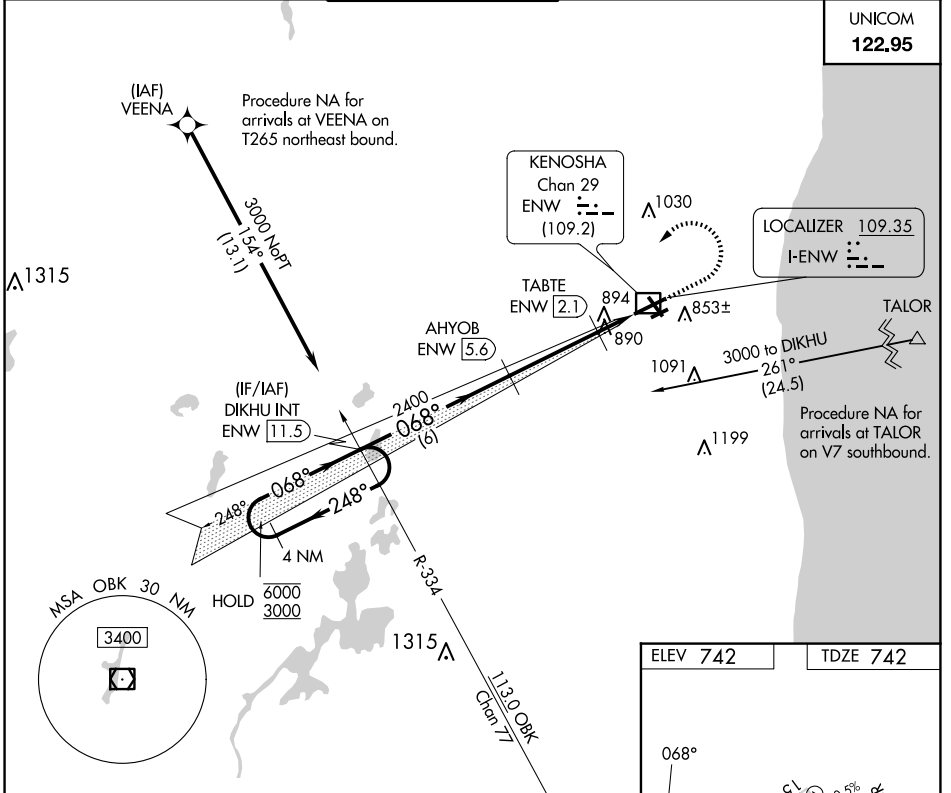 UNICOM
122.95
(IAF)
VEENA
Procedure NA for
arrivals at VEENA on
T265 northeast bound.
3000 NoPT
154°
(13.1)
KENOSHA
Chan 29
ENW
(109.2)
1030
LOCALIZER 109.35
I-ENW
1315
TABTE
ENW 2.1
894
853±
890
TALOR
AHYOB
ENW 5.6
1091
3000 to DIKHU
261°
(24.5)
(IF/IAF)
DIKHU INT
ENW 11.5
2400
068°
(6)
Procedure NA for
arrivals at TALOR
on V7 southbound.
1199
248°
068°
248°
4 NM
HOLD
6000
3000
R-334
MSA OBK 30 NM
3400
1315
113.0 OBK
Chan 77
ELEV 742
TDZE 742
068°